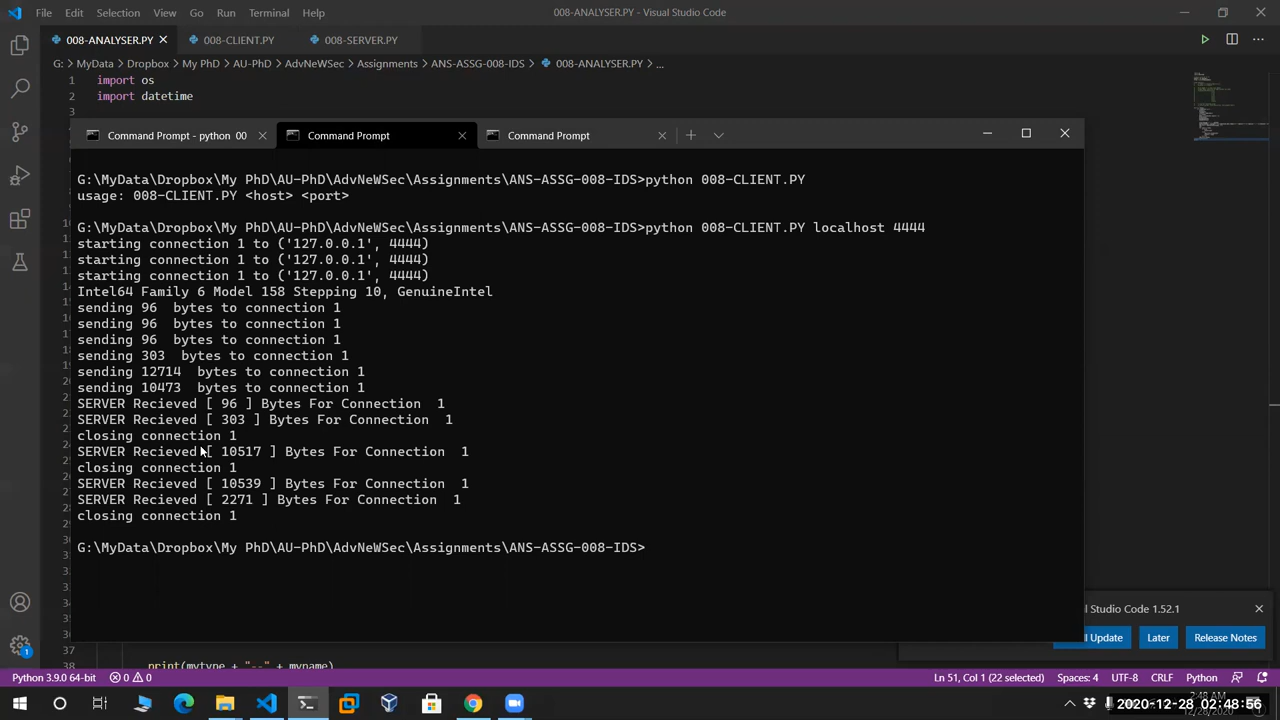 File Edit Selection View Go Run Terminal Help 008-ANALYSER.PY - Visual Studio Code
008-ANALYSER.PY 008-CLIENT.PY 008-SERVER.PY
G: > MyData > Dropbox > My PhD > AU-PhD > AdvNeWSec > Assignments > ANS-ASSG-008-IDS > 008-ANALYSER.PY > ...
1 import os
2 import datetime
3
Command Prompt - python 00 Command Prompt Command Prompt
G:\MyData\Dropbox\My PhD\AU-PhD\AdvNeWSec\Assignments\ANS-ASSG-008-IDS>python 008-CLIENT.PY
usage: 008-CLIENT.PY <host> <port>
G:\MyData\Dropbox\My PhD\AU-PhD\AdvNeWSec\Assignments\ANS-ASSG-008-IDS>python 008-CLIENT.PY localhost 4444
starting connection 1 to ('127.0.0.1', 4444)
starting connection 1 to ('127.0.0.1', 4444)
starting connection 1 to ('127.0.0.1', 4444)
Intel64 Family 6 Model 158 Stepping 10, GenuineIntel
sending 96  bytes to connection 1
sending 96  bytes to connection 1
sending 96  bytes to connection 1
sending 303  bytes to connection 1
sending 12714  bytes to connection 1
sending 10473  bytes to connection 1
SERVER Recieved [ 96 ] Bytes For Connection  1
SERVER Recieved [ 303 ] Bytes For Connection  1
closing connection 1
SERVER Recieved [ 10517 ] Bytes For Connection  1
closing connection 1
SERVER Recieved [ 10539 ] Bytes For Connection  1
SERVER Recieved [ 2271 ] Bytes For Connection  1
closing connection 1
G:\MyData\Dropbox\My PhD\AU-PhD\AdvNeWSec\Assignments\ANS-ASSG-008-IDS>
Studio Code 1.52.1
Update Later Release Notes
37
38 print(mytype + "--" + myname)
Python 3.9.0 64-bit 0 0 Ln 51, Col 1 (22 selected) Spaces: 4 UTF-8 CRLF Python
2:48 AM
2020-12-28 02:48:56
12/28/2020